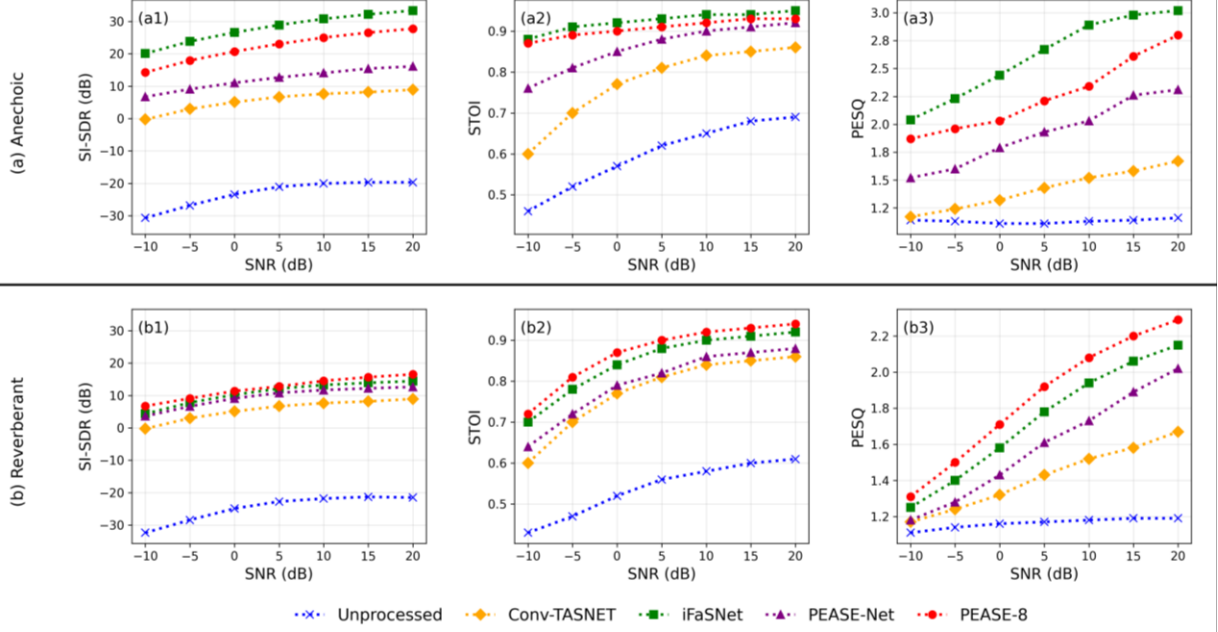 (a) Anechoic
(a1)
SI-SDR (dB)
30
20
10
0
−10
−20
−30
−10 −5 0 5 10 15 20
SNR (dB)
(a2)
STOI
0.9
0.8
0.7
0.6
0.5
−10 −5 0 5 10 15 20
SNR (dB)
(a3)
PESQ
3.0
2.8
2.5
2.2
2.0
1.8
1.5
1.2
−10 −5 0 5 10 15 20
SNR (dB)
(b) Reverberant
(b1)
SI-SDR (dB)
30
20
10
0
−10
−20
−30
−10 −5 0 5 10 15 20
SNR (dB)
(b2)
STOI
0.9
0.8
0.7
0.6
0.5
−10 −5 0 5 10 15 20
SNR (dB)
(b3)
PESQ
2.2
2.0
1.8
1.6
1.4
1.2
−10 −5 0 5 10 15 20
SNR (dB)
Unprocessed Conv-TASNET iFaSNet PEASE-Net PEASE-8